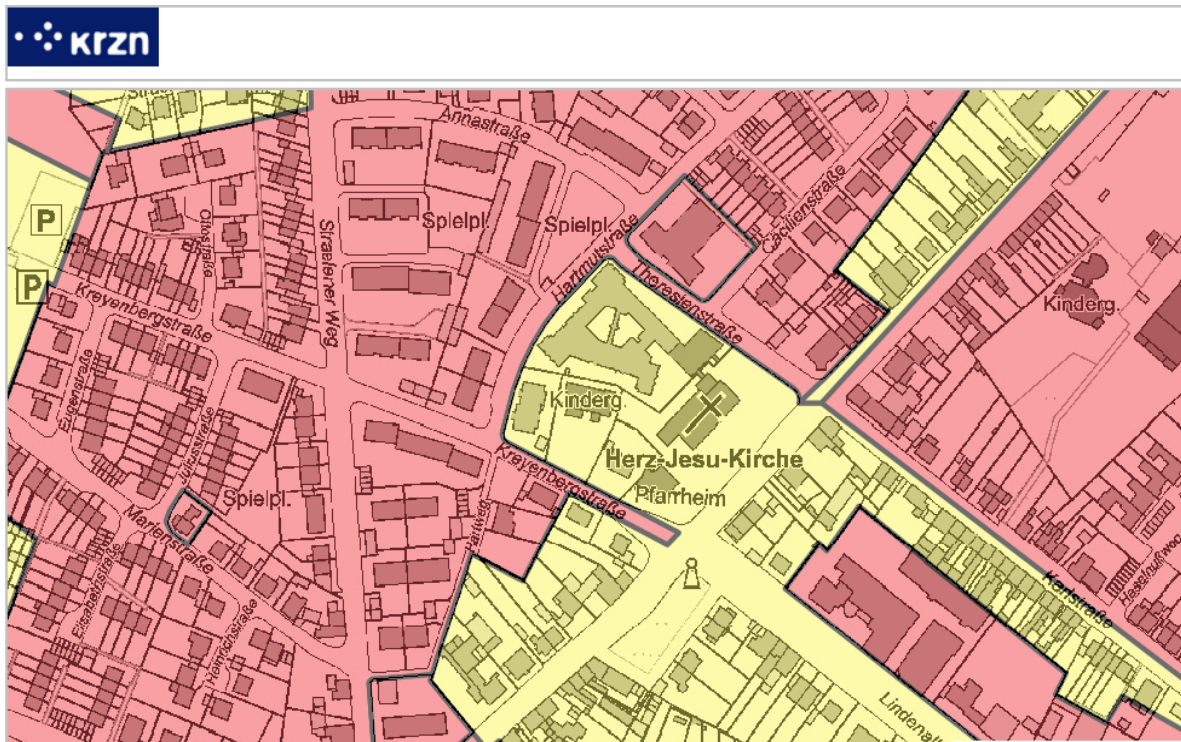 krzn
Annastraße
Straelener Weg
Spielpl.
Spielpl.
Cäcilienstraße
Hartmutstraße
Theresienstraße
P
P
Ottostraße
Kreyenbergstraße
Kinderg.
Eugenstraße
Juliusstraße
Kinderg.
Herz-Jesu-Kirche
Pfarrheim
Kreyenbergstraße
Spielpl.
Marienstraße
Elisabethstraße
Heinrichstraße
Karlstraße